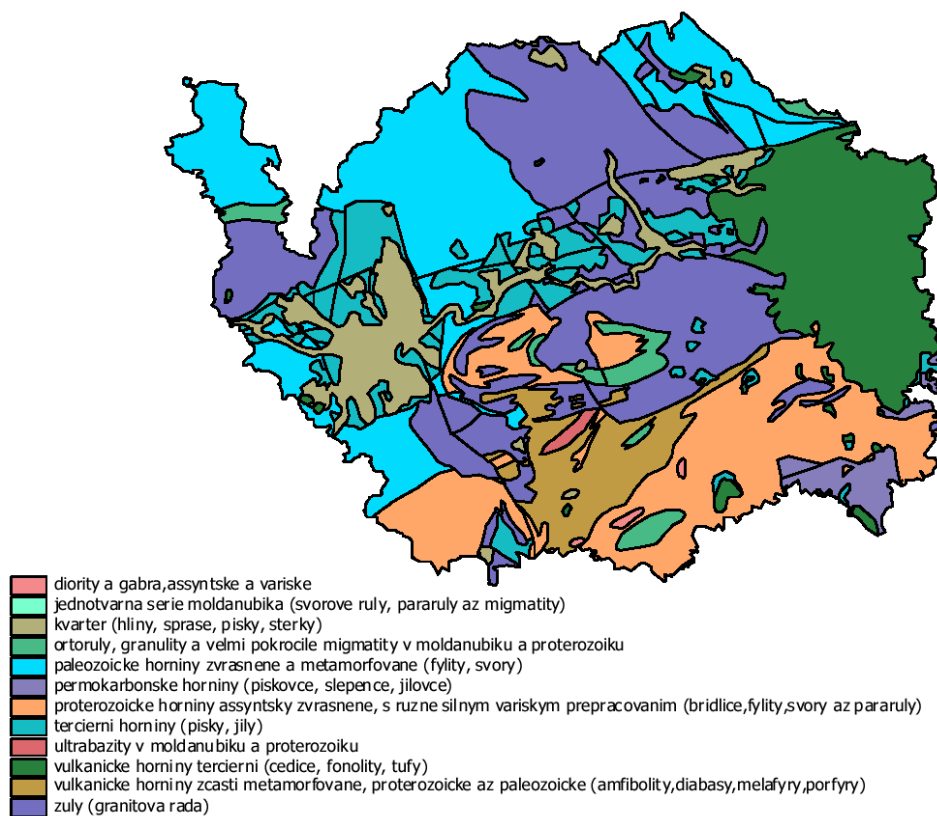 diority a gabra,assyntske a variske
jednotvarna serie moldanubika (svorove ruly, pararuly az migmatity)
kvarter (hliny, sprase, pisky, sterky)
ortoruly, granulity a velmi pokrocile migmatity v moldanubiku a proterozoiku
paleozoicke horniny zvrasnene a metamorfovane (fylity, svory)
permokarbonske horniny (piskovce, slepence, jilovce)
proterozoicke horniny assyntsky zvrasnene, s ruzne silnym variskym prepracovanim (bridlice,fylity,svory az pararuly)
tercierni horniny (pisky, jily)
ultrabazity v moldanubiku a proterozoiku
vulkanicke horniny tercierni (cedice, fonolity, tufy)
vulkanicke horniny zcasti metamorfovane, proterozoicke az paleozoicke (amfibolity,diabasy,melafyry,porfyry)
zuly (granitova rada)